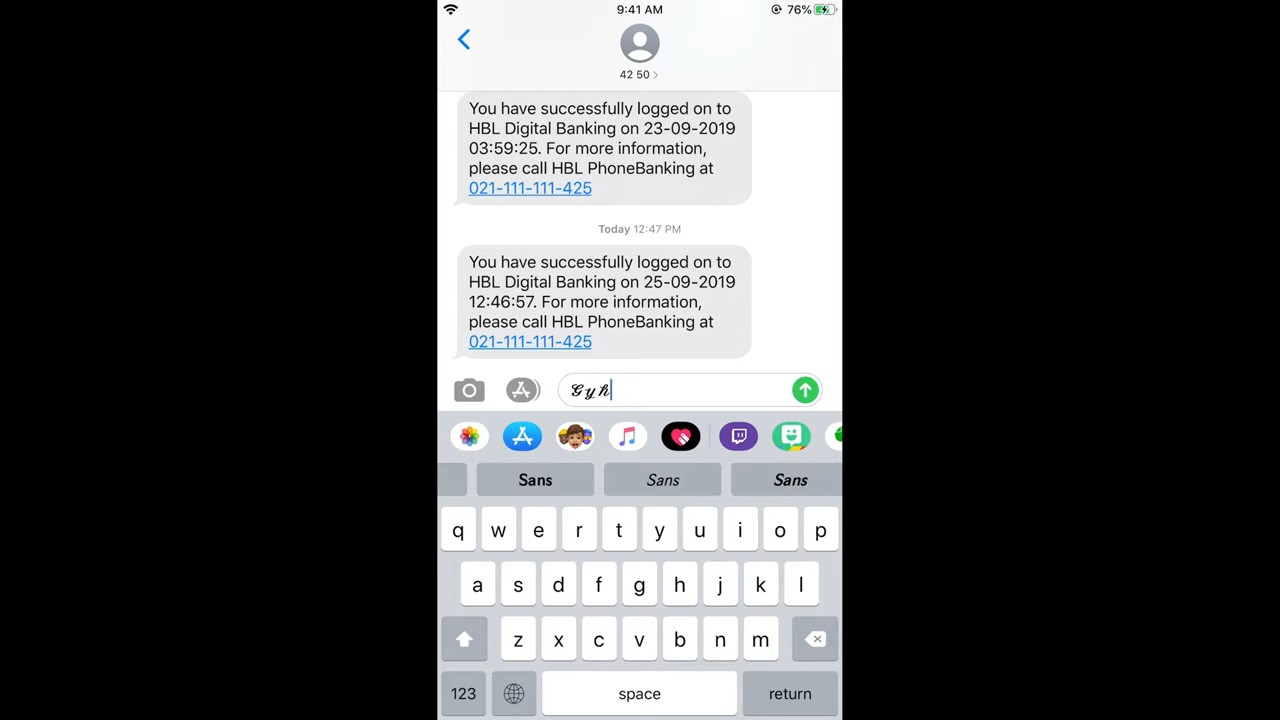 9:41 AM
76%
42 50
You have successfully logged on to
HBL Digital Banking on 23-09-2019
03:59:25. For more information,
please call HBL PhoneBanking at
021-111-111-425
Today 12:47 PM
You have successfully logged on to
HBL Digital Banking on 25-09-2019
12:46:57. For more information,
please call HBL PhoneBanking at
021-111-111-425
𝓖𝔂 𝓱
Sans Sans Sans
q w e r t y u i o p
a s d f g h j k l
z x c v b n m
123 space return